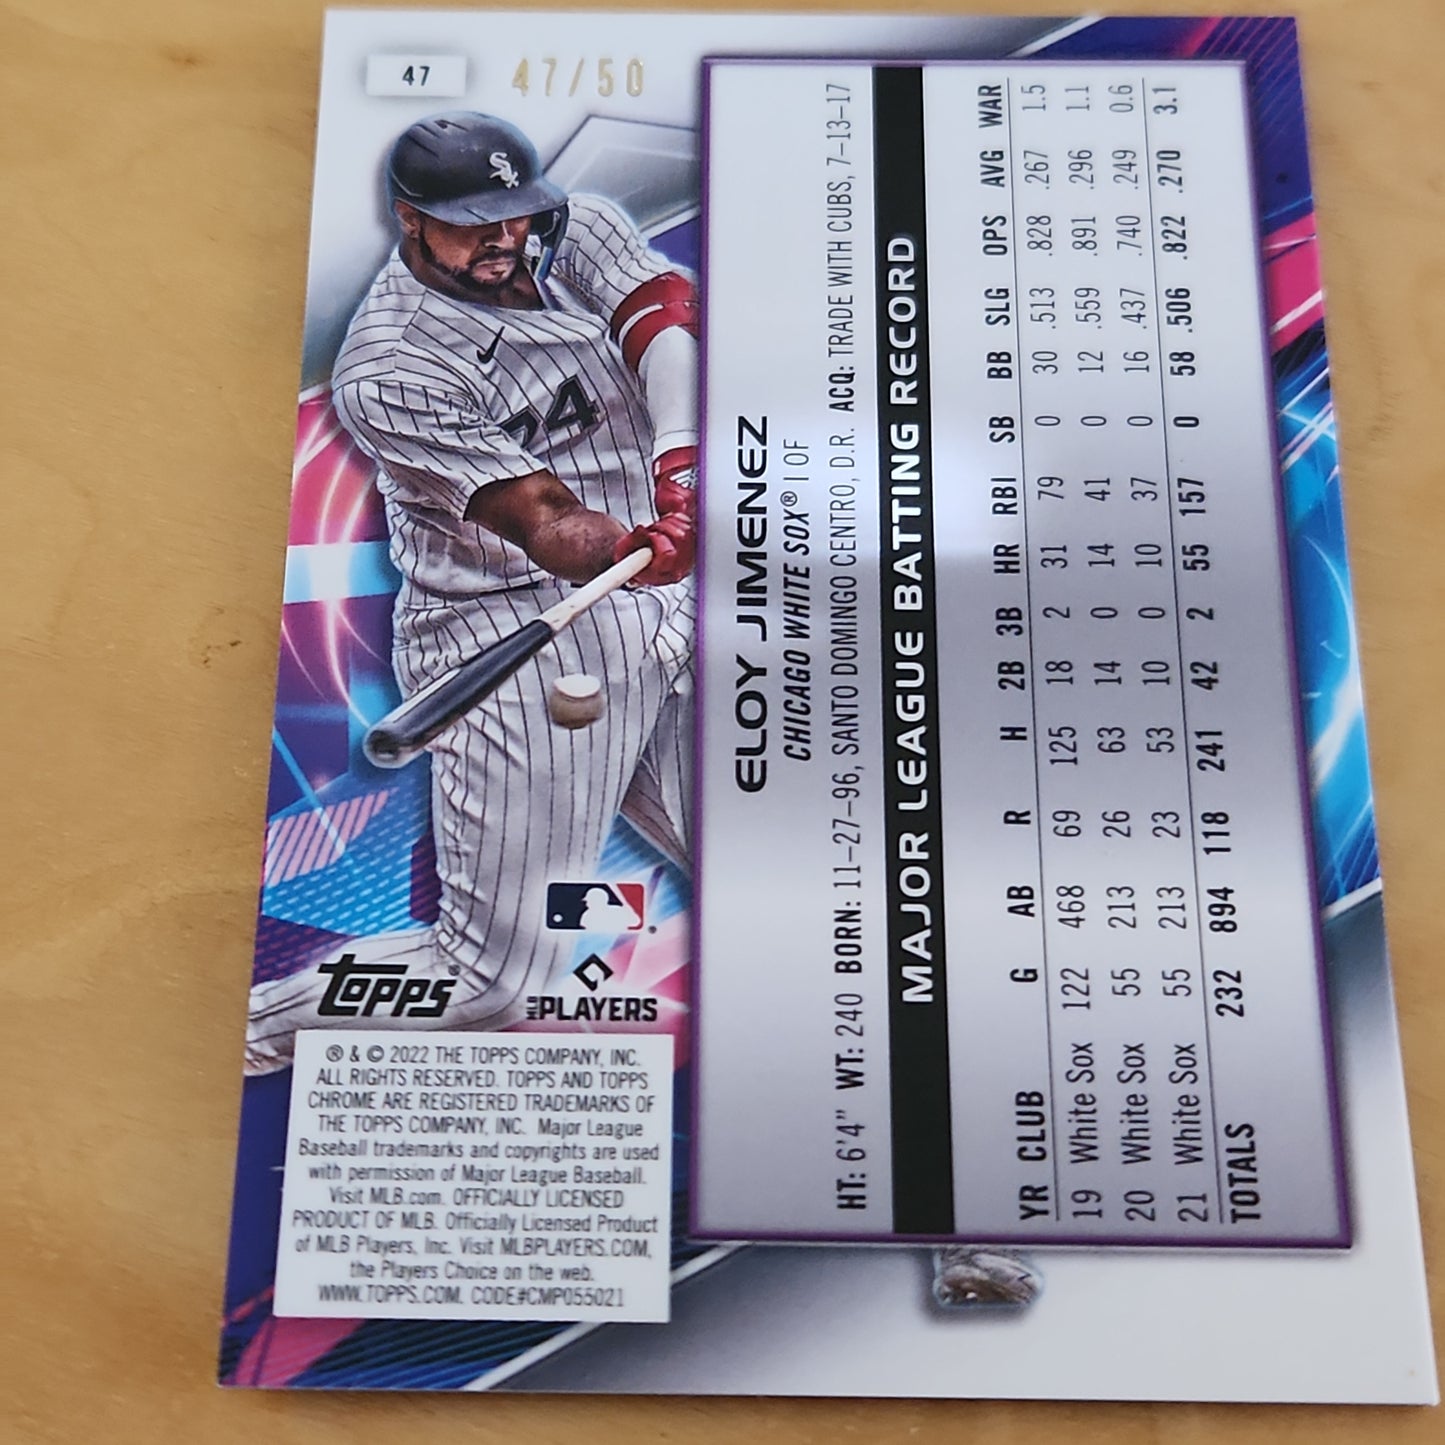 47
47/50
74
ELOY JIMENEZ
CHICAGO WHITE SOX® | OF
HT: 6'4" WT: 240 BORN: 11-27-96, SANTO DOMINGO CENTRO, D.R. ACQ: TRADE WITH CUBS, 7-13-17
MAJOR LEAGUE BATTING RECORD
YR CLUB G AB R H 2B 3B HR RBI SB BB SLG OPS AVG WAR
19 White Sox 122 468 69 125 18 2 31 79 0 30 .513 .828 .267 1.5
20 White Sox 55 213 26 63 14 0 14 41 0 12 .559 .891 .296 1.1
21 White Sox 55 213 23 53 10 0 10 37 0 16 .437 .740 .249 0.6
TOTALS 232 894 118 241 42 2 55 157 0 58 .506 .822 .270 3.1
Topps®
MLB PLAYERS
® & © 2022 THE TOPPS COMPANY, INC.
ALL RIGHTS RESERVED. TOPPS AND TOPPS
CHROME ARE REGISTERED TRADEMARKS OF
THE TOPPS COMPANY, INC. Major League
Baseball trademarks and copyrights are used
with permission of Major League Baseball.
Visit MLB.com. OFFICIALLY LICENSED
PRODUCT OF MLB. Officially Licensed Product
of MLB Players, Inc. Visit MLBPLAYERS.COM,
the Players Choice on the web.
WWW.TOPPS.COM. CODE#CMP055021